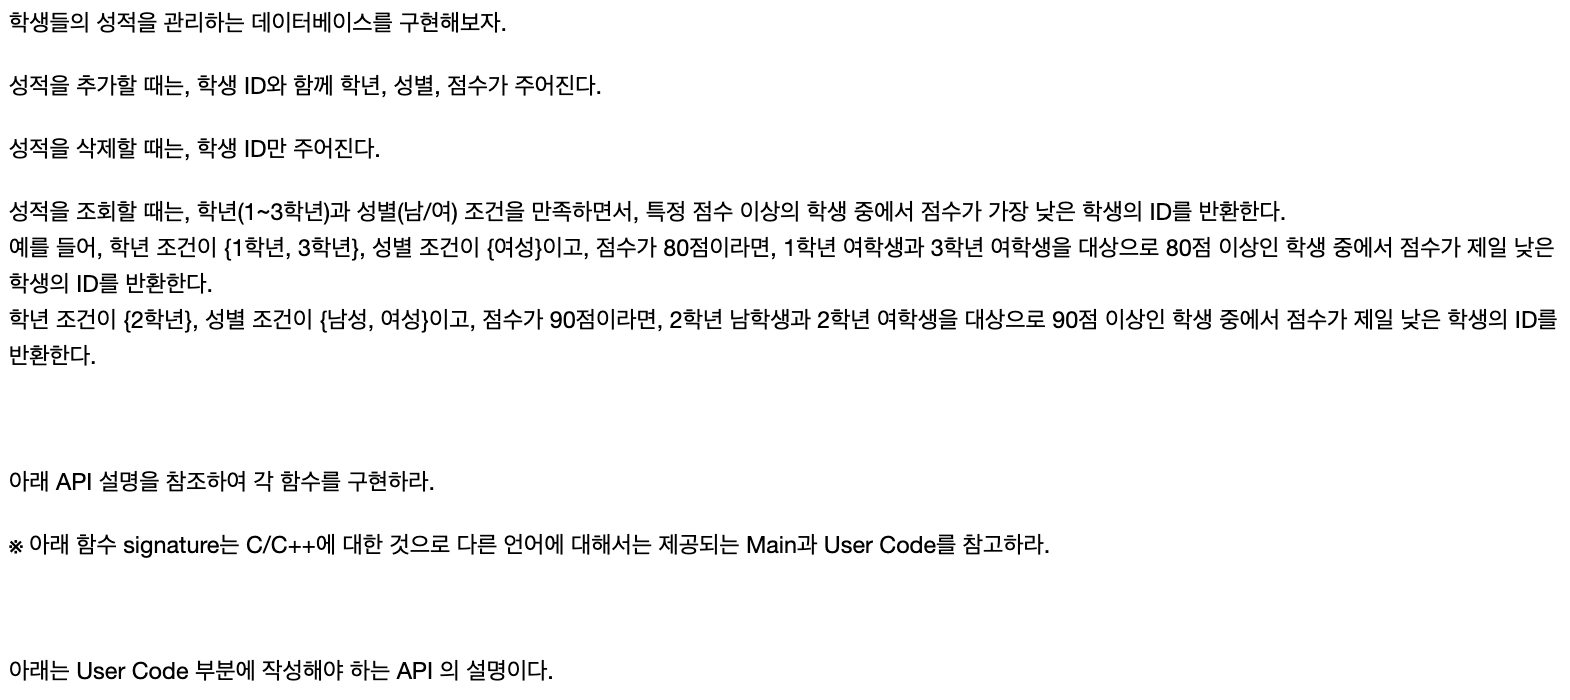 학생들의 성적을 관리하는 데이터베이스를 구현해보자.
성적을 추가할 때는, 학생 ID와 함께 학년, 성별, 점수가 주어진다.
성적을 삭제할 때는, 학생 ID만 주어진다.
성적을 조회할 때는, 학년(1~3학년)과 성별(남/여) 조건을 만족하면서, 특정 점수 이상의 학생 중에서 점수가 가장 낮은 학생의 ID를 반환한다.
예를 들어, 학년 조건이 {1학년, 3학년}, 성별 조건이 {여성}이고, 점수가 80점이라면, 1학년 여학생과 3학년 여학생을 대상으로 80점 이상인 학생 중에서 점수가 제일 낮은
학생의 ID를 반환한다.
학년 조건이 {2학년}, 성별 조건이 {남성, 여성}이고, 점수가 90점이라면, 2학년 남학생과 2학년 여학생을 대상으로 90점 이상인 학생 중에서 점수가 제일 낮은 학생의 ID를
반환한다.
아래 API 설명을 참조하여 각 함수를 구현하라.
※ 아래 함수 signature는 C/C++에 대한 것으로 다른 언어에 대해서는 제공되는 Main과 User Code를 참고하라.
아래는 User Code 부분에 작성해야 하는 API 의 설명이다.